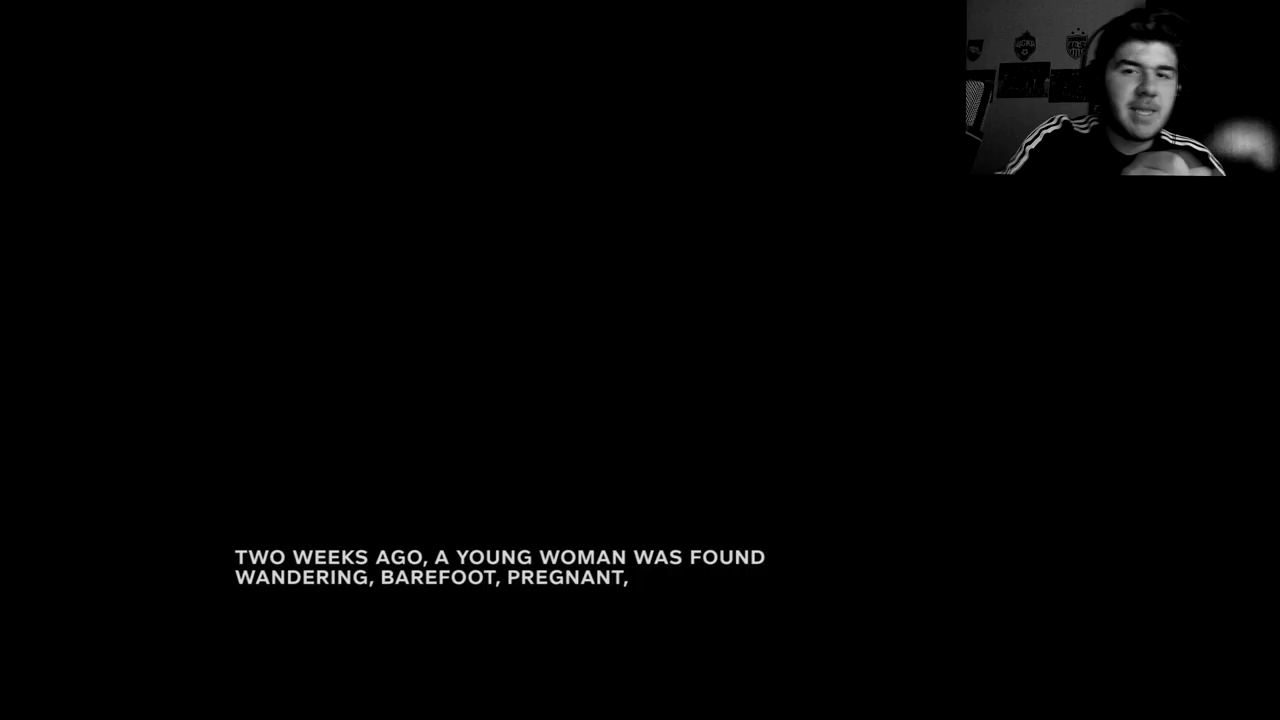 TWO WEEKS AGO, A YOUNG WOMAN WAS FOUND
WANDERING, BAREFOOT, PREGNANT,